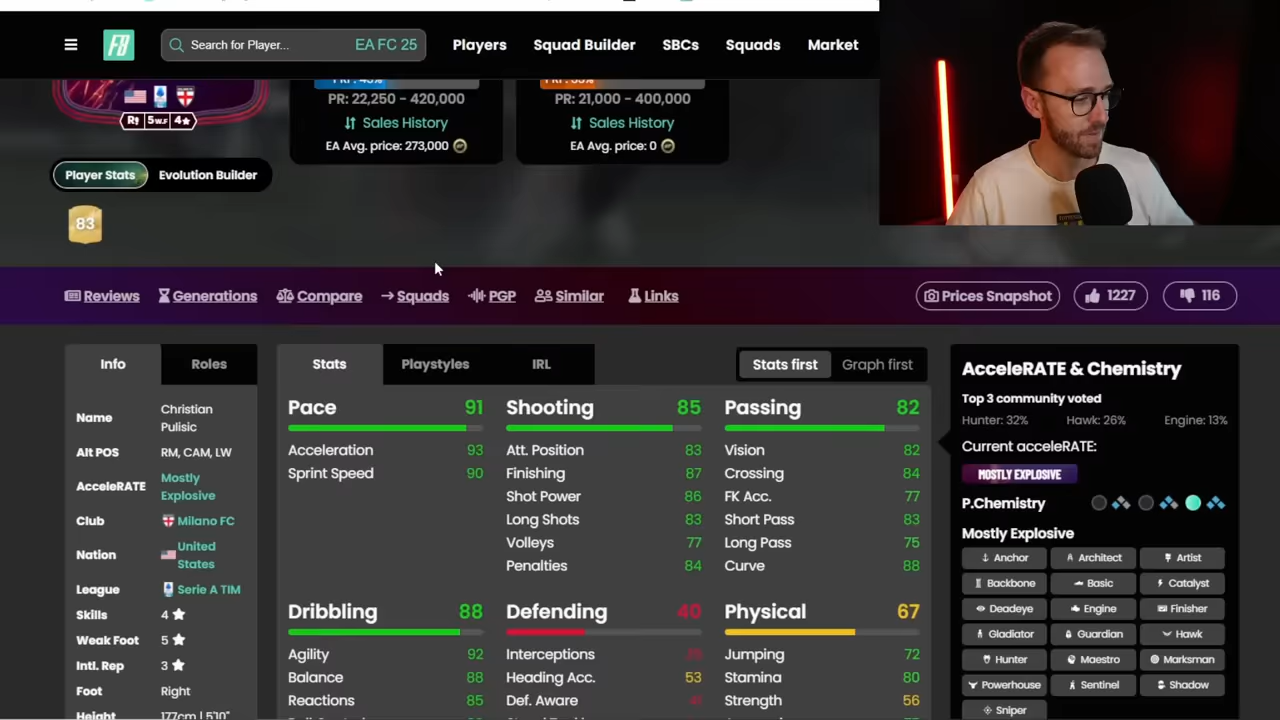 FB
Search for Player...
EA FC 25
Players
Squad Builder
SBCs
Squads
Market
PR: 22,250 - 420,000
Sales History
EA Avg. price: 273,000
PR: 21,000 - 400,000
Sales History
EA Avg. price: 0
R 5 W.F 4★
Player Stats
Evolution Builder
83
Reviews
Generations
Compare
Squads
PGP
Similar
Links
Prices Snapshot
1227
116
Info
Roles
Name
Christian
Pulisic
Alt POS
RM, CAM, LW
AcceleRATE
Mostly
Explosive
Club
Milano FC
Nation
United
States
League
Serie A TIM
Skills
4 ★
Weak Foot
5 ★
Intl. Rep
3 ★
Foot
Right
Height
177cm | 5'10"
Stats
Playstyles
IRL
Stats first
Graph first
Pace 91
Acceleration 93
Sprint Speed 90
Shooting 85
Att. Position 83
Finishing 87
Shot Power 86
Long Shots 83
Volleys 77
Penalties 84
Passing 82
Vision 82
Crossing 84
FK Acc. 77
Short Pass 83
Long Pass 75
Curve 88
Dribbling 88
Agility 92
Balance 88
Reactions 85
Defending 40
Interceptions
Heading Acc. 53
Def. Aware
Physical 67
Jumping 72
Stamina 80
Strength 56
AcceleRATE & Chemistry
Top 3 community voted
Hunter: 32%
Hawk: 26%
Engine: 13%
Current acceleRATE:
MOSTLY EXPLOSIVE
P.Chemistry
Mostly Explosive
Anchor
Architect
Artist
Backbone
Basic
Catalyst
Deadeye
Engine
Finisher
Gladiator
Guardian
Hawk
Hunter
Maestro
Marksman
Powerhouse
Sentinel
Shadow
Sniper